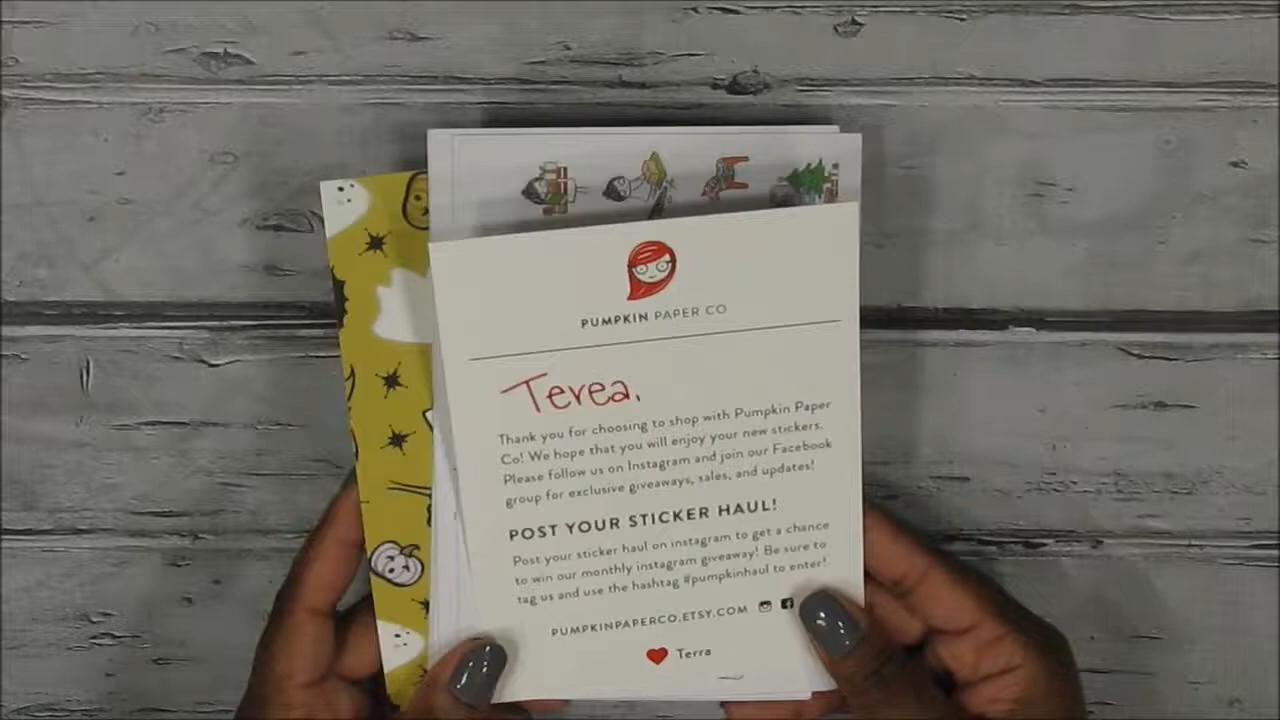 PUMPKIN PAPER CO
Terea,
Thank you for choosing to shop with Pumpkin Paper
Co! We hope that you will enjoy your new stickers.
Please follow us on Instagram and join our Facebook
group for exclusive giveaways, sales, and updates!
POST YOUR STICKER HAUL!
Post your sticker haul on instagram to get a chance
to win our monthly instagram giveaway! Be sure to
tag us and use the hashtag #pumpkinhaul to enter!
PUMPKINPAPERCO.ETSY.COM
Terra